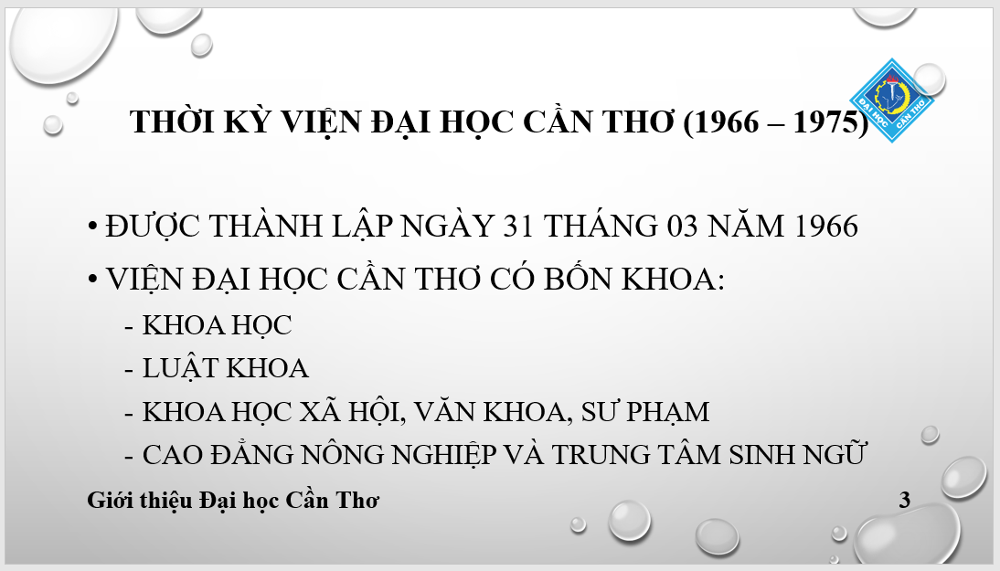 THỜI KỲ VIỆN ĐẠI HỌC CẦN THƠ (1966 – 1975)
ĐẠI HỌC CẦN THƠ
• ĐƯỢC THÀNH LẬP NGÀY 31 THÁNG 03 NĂM 1966
• VIỆN ĐẠI HỌC CẦN THƠ CÓ BỐN KHOA:
- KHOA HỌC
- LUẬT KHOA
- KHOA HỌC XÃ HỘI, VĂN KHOA, SƯ PHẠM
- CAO ĐẲNG NÔNG NGHIỆP VÀ TRUNG TÂM SINH NGỮ
Giới thiệu Đại học Cần Thơ 3